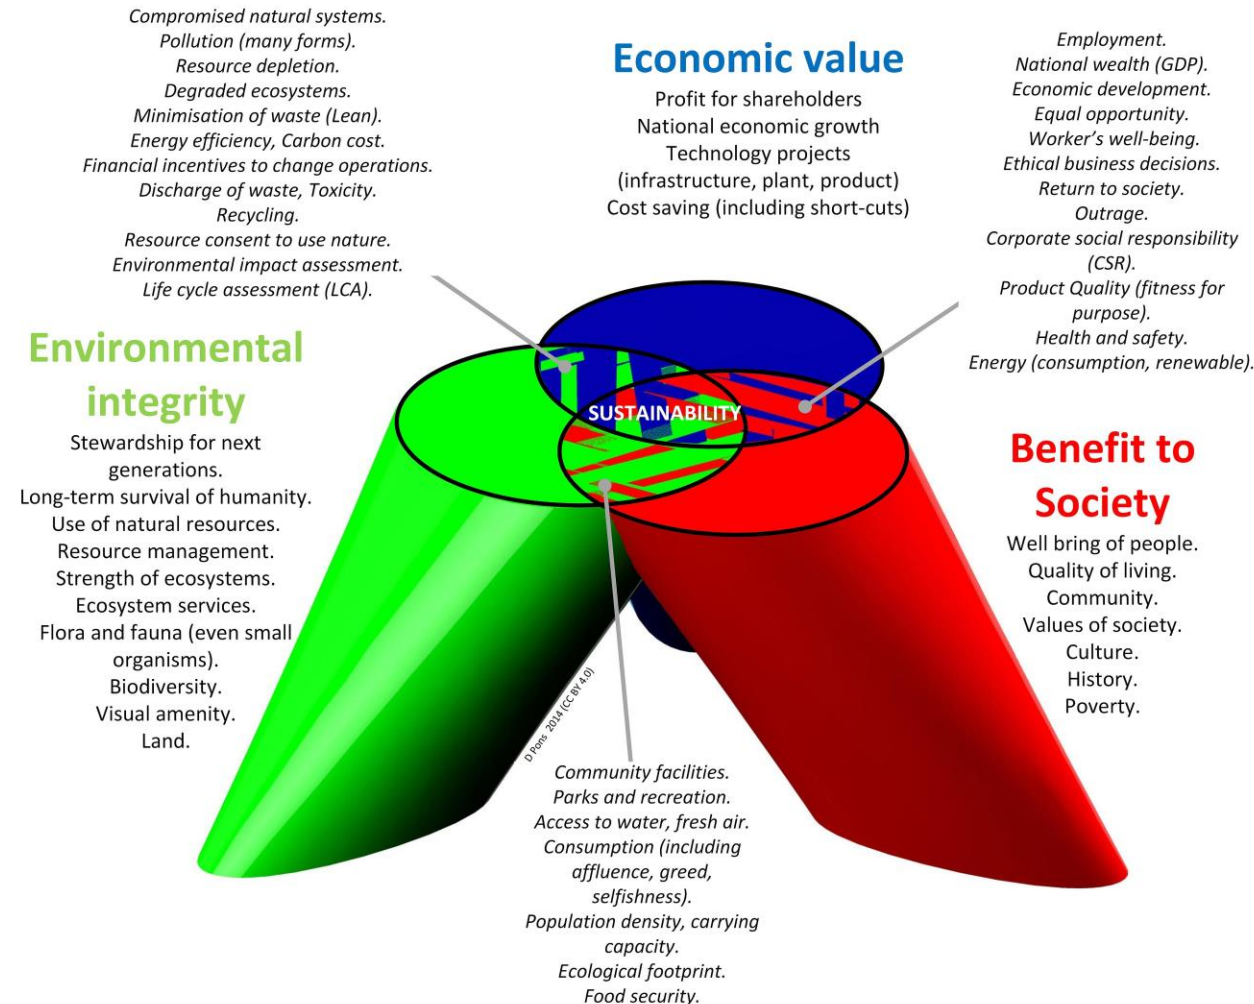 Compromised natural systems.
Pollution (many forms).
Resource depletion.
Degraded ecosystems.
Minimisation of waste (Lean).
Energy efficiency, Carbon cost.
Financial incentives to change operations.
Discharge of waste, Toxicity.
Recycling.
Resource consent to use nature.
Environmental impact assessment.
Life cycle assessment (LCA).
Economic value
Profit for shareholders
National economic growth
Technology projects
(infrastructure, plant, product)
Cost saving (including short-cuts)
Employment.
National wealth (GDP).
Economic development.
Equal opportunity.
Worker's well-being.
Ethical business decisions.
Return to society.
Outrage.
Corporate social responsibility
(CSR).
Product Quality (fitness for
purpose).
Health and safety.
Energy (consumption, renewable).
Environmental
integrity
Stewardship for next
generations.
Long-term survival of humanity.
Use of natural resources.
Resource management.
Strength of ecosystems.
Ecosystem services.
Flora and fauna (even small
organisms).
Biodiversity.
Visual amenity.
Land.
SUSTAINABILITY
Benefit to
Society
Well bring of people.
Quality of living.
Community.
Values of society.
Culture.
History.
Poverty.
D Pons 2014 (CC BY 4.0)
Community facilities.
Parks and recreation.
Access to water, fresh air.
Consumption (including
affluence, greed,
selfishness).
Population density, carrying
capacity.
Ecological footprint.
Food security.